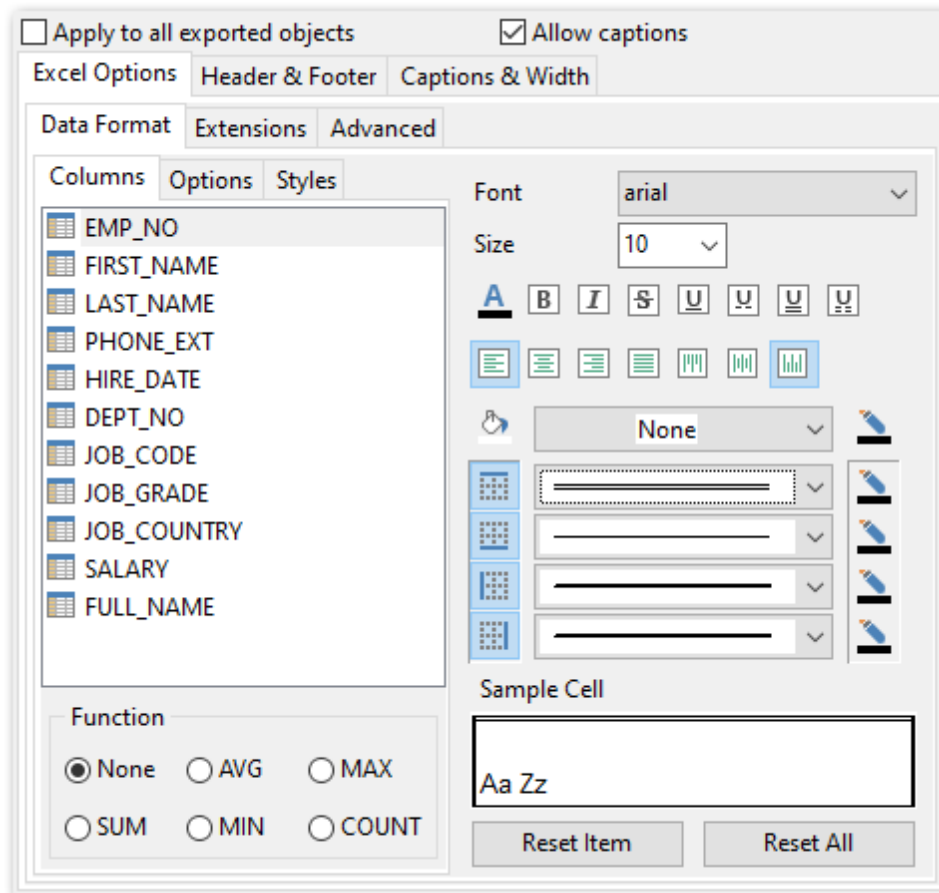 Apply to all exported objects
Allow captions
Excel Options
Header & Footer
Captions & Width
Data Format
Extensions
Advanced
Columns
Options
Styles
EMP_NO
FIRST_NAME
LAST_NAME
PHONE_EXT
HIRE_DATE
DEPT_NO
JOB_CODE
JOB_GRADE
JOB_COUNTRY
SALARY
FULL_NAME
Function
None
AVG
MAX
SUM
MIN
COUNT
Font
arial
Size
10
A B I S U U U U
None
Sample Cell
Aa Zz
Reset Item
Reset All